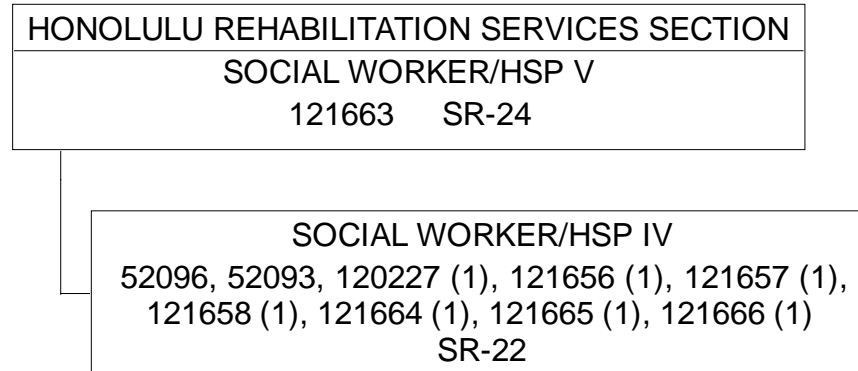 HONOLULU REHABILITATION SERVICES SECTION
SOCIAL WORKER/HSP V
121663 SR-24
SOCIAL WORKER/HSP IV
52096, 52093, 120227 (1), 121656 (1), 121657 (1),
121658 (1), 121664 (1), 121665 (1), 121666 (1)
SR-22